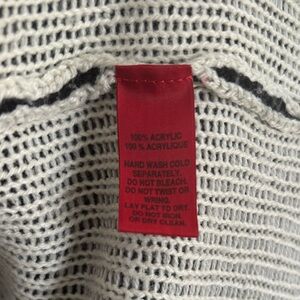 100% ACRYLIC
100% ACRYLIQUE
HAND WASH COLD
SEPARATELY.
DO NOT BLEACH.
DO NOT TWIST OR
WRING.
LAY FLAT TO DRY.
DO NOT IRON.
OR DRY CLEAN.